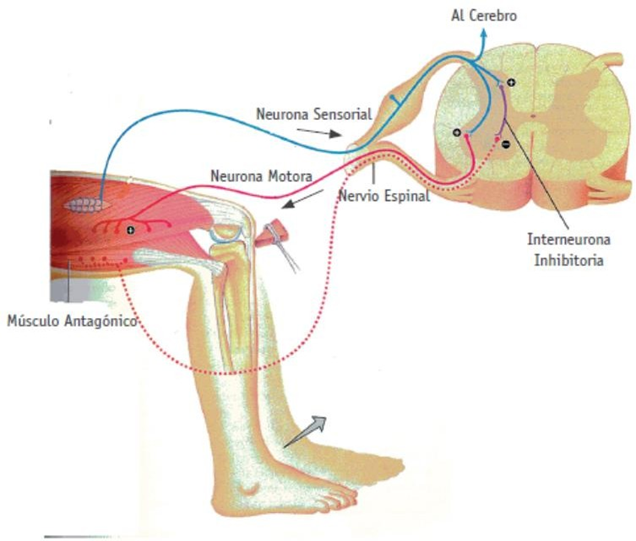 Al Cerebro
+
Neurona Sensorial
+
-
Neurona Motora
Nervio Espinal
+
Interneurona
Inhibitoria
Músculo Antagónico